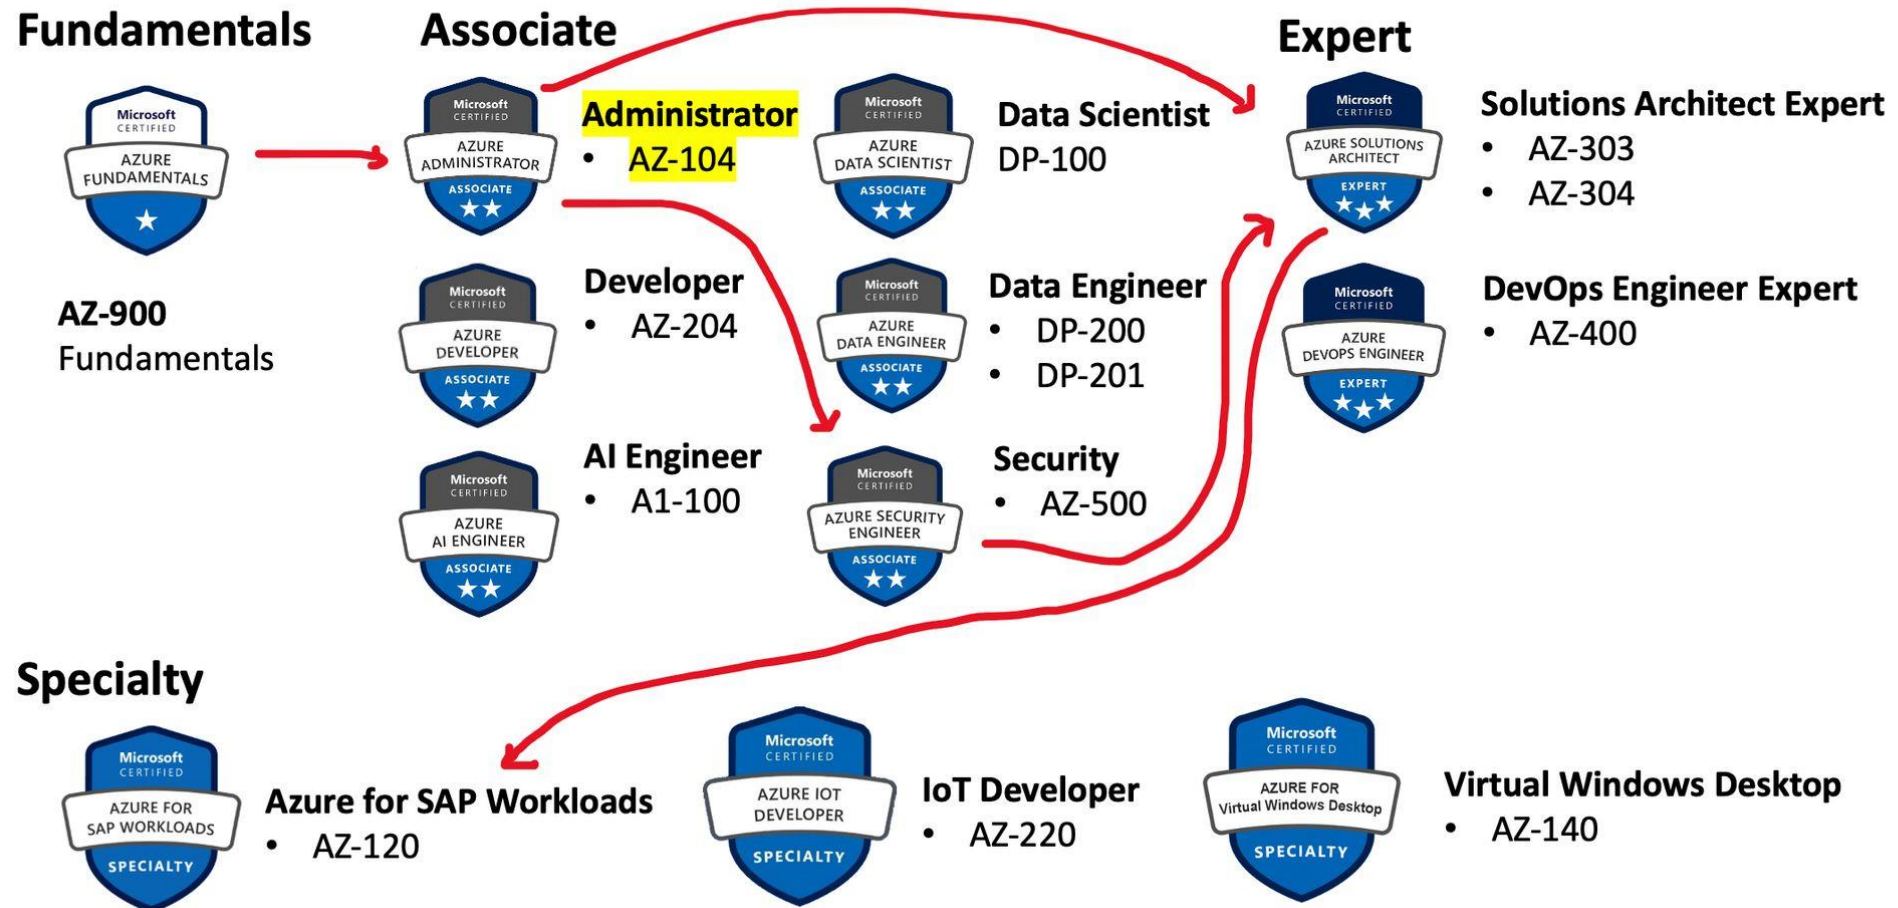 Fundamentals
Microsoft
CERTIFIED
AZURE
FUNDAMENTALS
AZ-900
Fundamentals
Associate
Microsoft
CERTIFIED
AZURE
ADMINISTRATOR
ASSOCIATE
Administrator
• AZ-104
Microsoft
CERTIFIED
AZURE
DATA SCIENTIST
ASSOCIATE
Data Scientist
DP-100
Microsoft
CERTIFIED
AZURE
DEVELOPER
ASSOCIATE
Developer
• AZ-204
Microsoft
CERTIFIED
AZURE
DATA ENGINEER
ASSOCIATE
Data Engineer
• DP-200
• DP-201
Microsoft
CERTIFIED
AZURE
AI ENGINEER
ASSOCIATE
AI Engineer
• A1-100
Microsoft
CERTIFIED
AZURE SECURITY
ENGINEER
ASSOCIATE
Security
• AZ-500
Expert
Microsoft
CERTIFIED
AZURE SOLUTIONS
ARCHITECT
EXPERT
Solutions Architect Expert
• AZ-303
• AZ-304
Microsoft
CERTIFIED
AZURE
DEVOPS ENGINEER
EXPERT
DevOps Engineer Expert
• AZ-400
Specialty
Microsoft
CERTIFIED
AZURE FOR
SAP WORKLOADS
SPECIALTY
Azure for SAP Workloads
• AZ-120
Microsoft
CERTIFIED
AZURE IOT
DEVELOPER
SPECIALTY
IoT Developer
• AZ-220
Microsoft
CERTIFIED
AZURE FOR
Virtual Windows Desktop
SPECIALTY
Virtual Windows Desktop
• AZ-140